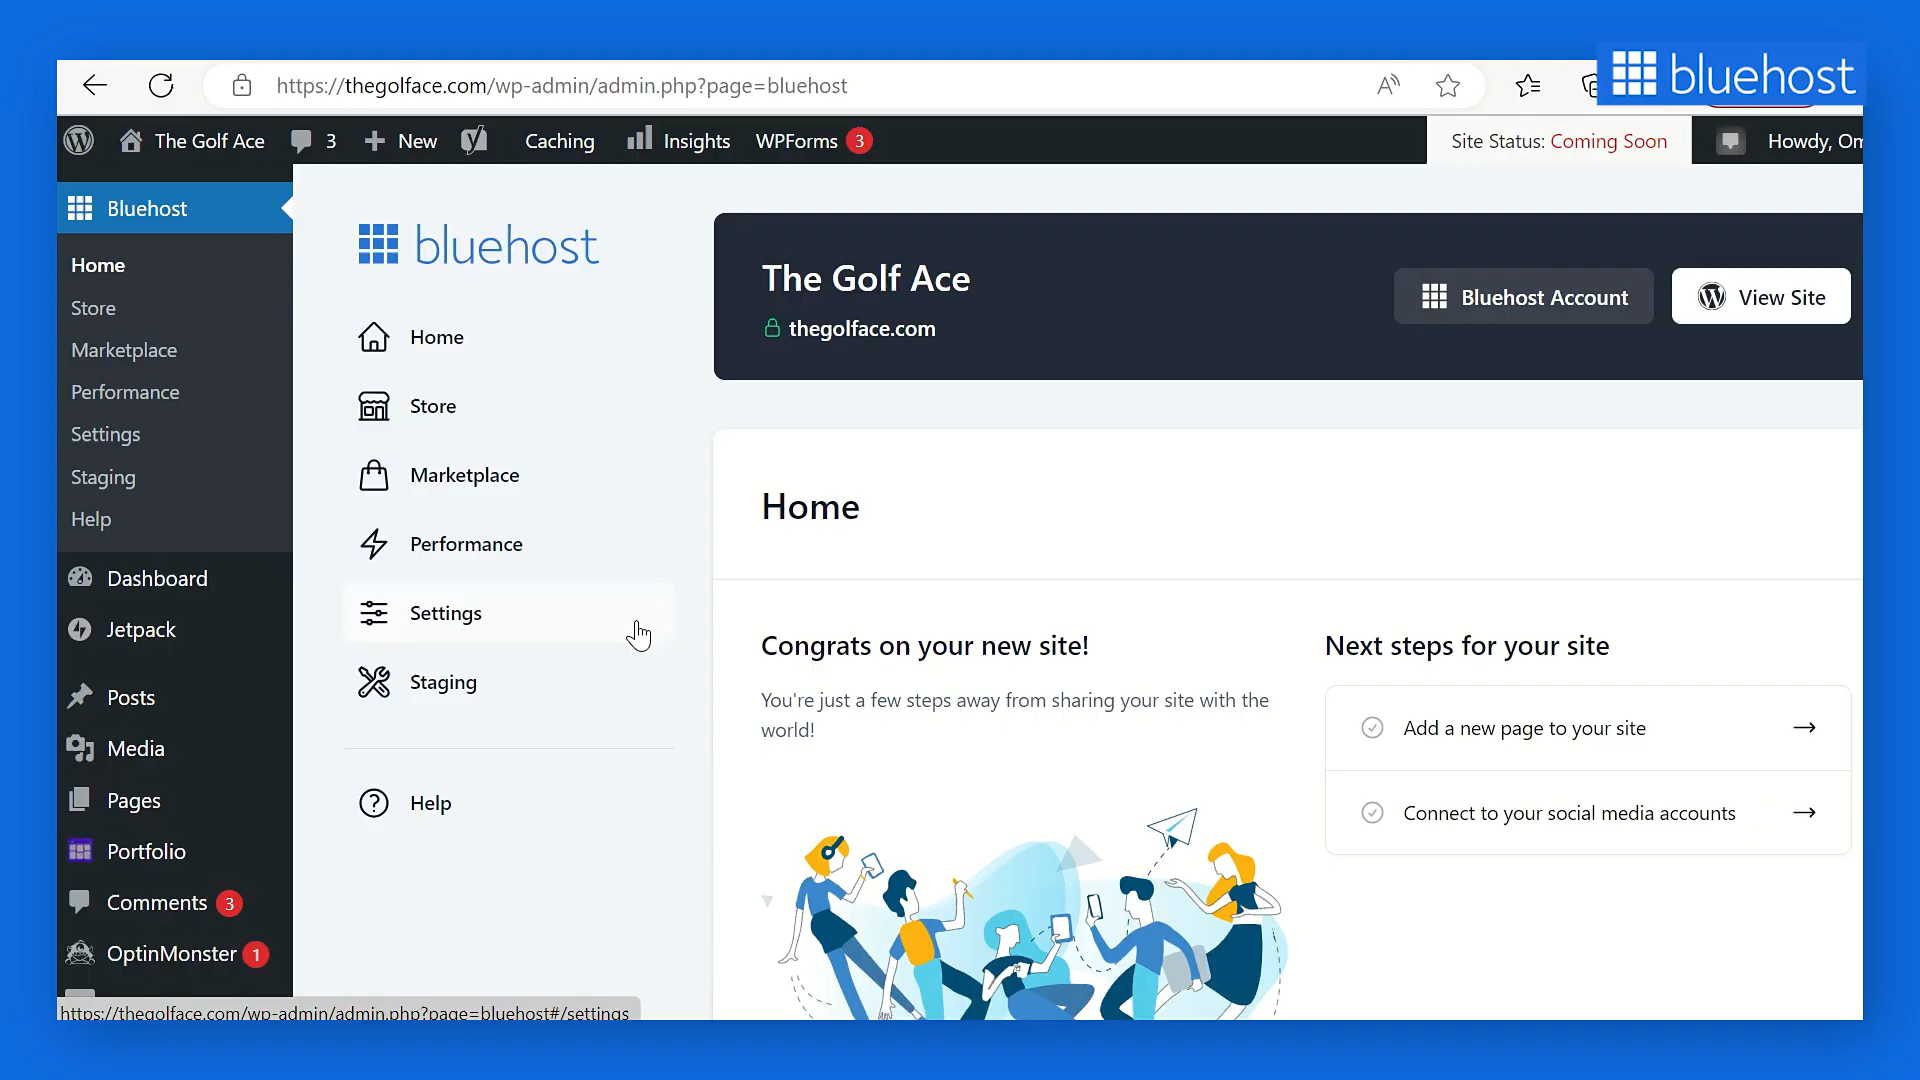 https://thegolface.com/wp-admin/admin.php?page=bluehost
bluehost
The Golf Ace
3
New
Caching
Insights
WPForms 3
Site Status: Coming Soon
Howdy, Om
Bluehost
Home
Store
Marketplace
Performance
Settings
Staging
Help
Dashboard
Jetpack
Posts
Media
Pages
Portfolio
Comments 3
OptinMonster 1
https://thegolface.com/wp-admin/admin.php?page=bluehost#/settings
bluehost
Home
Store
Marketplace
Performance
Settings
Staging
Help
The Golf Ace
thegolface.com
Bluehost Account
View Site
Home
Congrats on your new site!
You're just a few steps away from sharing your site with the
world!
Next steps for your site
Add a new page to your site
Connect to your social media accounts